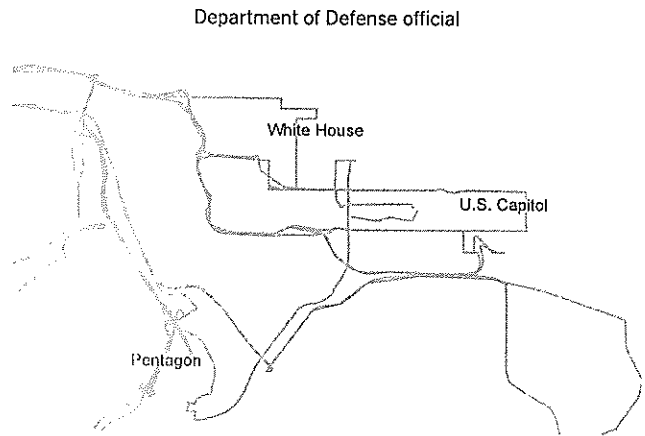 Department of Defense official
White House
U.S. Capitol
Pentagon